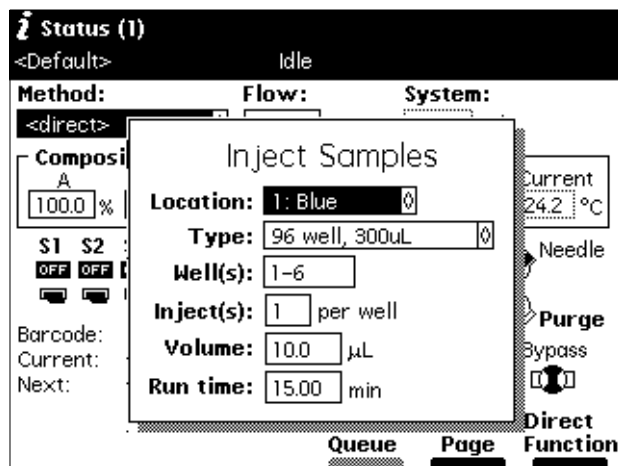 i Status (1)
<Default> Idle
Method: Flow: System:
<direct>
Inject Samples
Composi
A
100.0 %
Current
24.2 °C
Location: 1: Blue
Type: 96 well, 300uL
Well(s): 1-6
Inject(s): 1 per well
Volume: 10.0 µL
Run time: 15.00 min
S1 S2
OFF OFF
Needle
Purge
Bypass
Barcode:
Current:
Next:
Queue Page Direct Function